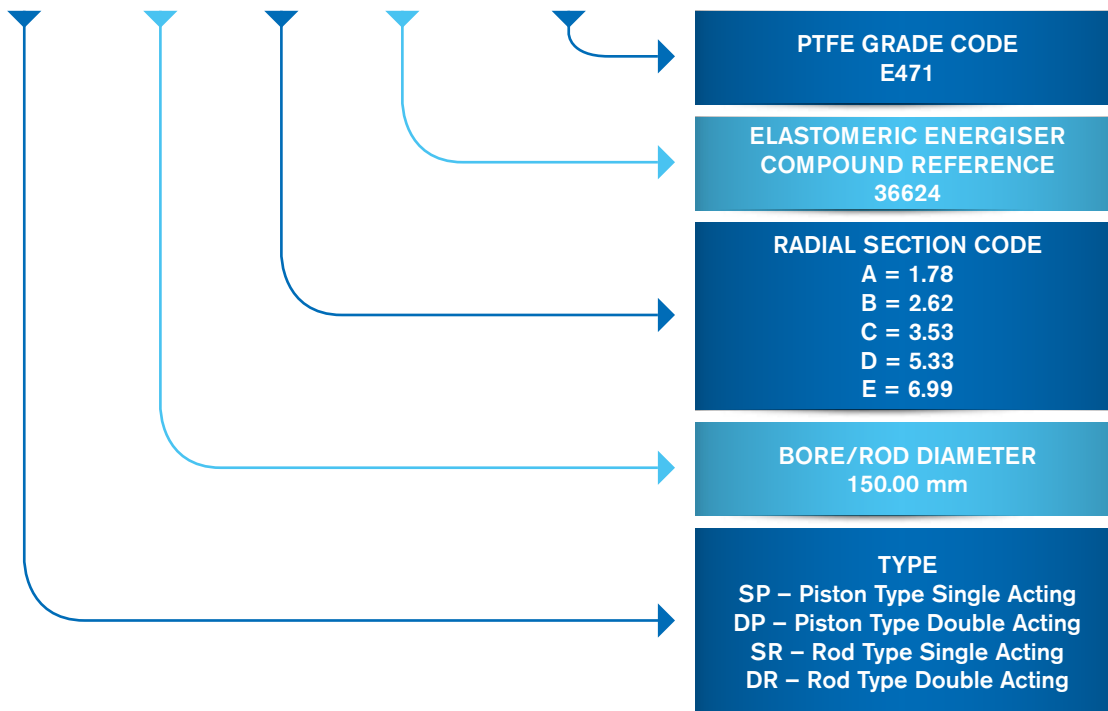 PTFE GRADE CODE
E471
ELASTOMERIC ENERGISER
COMPOUND REFERENCE
36624
RADIAL SECTION CODE
A = 1.78
B = 2.62
C = 3.53
D = 5.33
E = 6.99
BORE/ROD DIAMETER
150.00 mm
TYPE
SP – Piston Type Single Acting
DP – Piston Type Double Acting
SR – Rod Type Single Acting
DR – Rod Type Double Acting